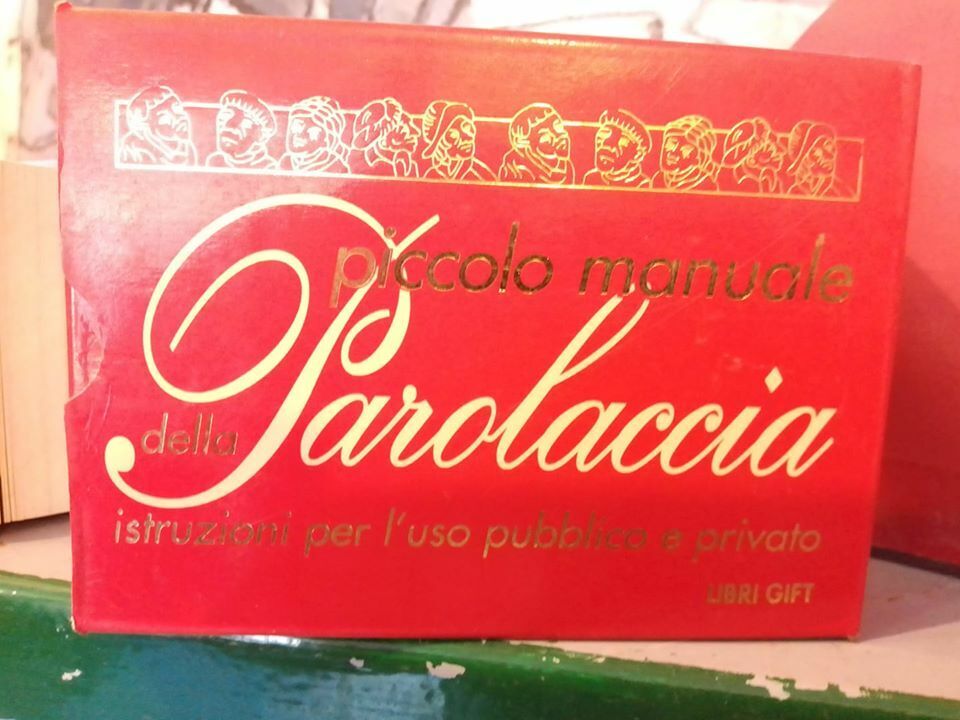 piccolo manuale
della Parolaccia
istruzioni per l'uso pubblico e privato
LIBRI GIFT